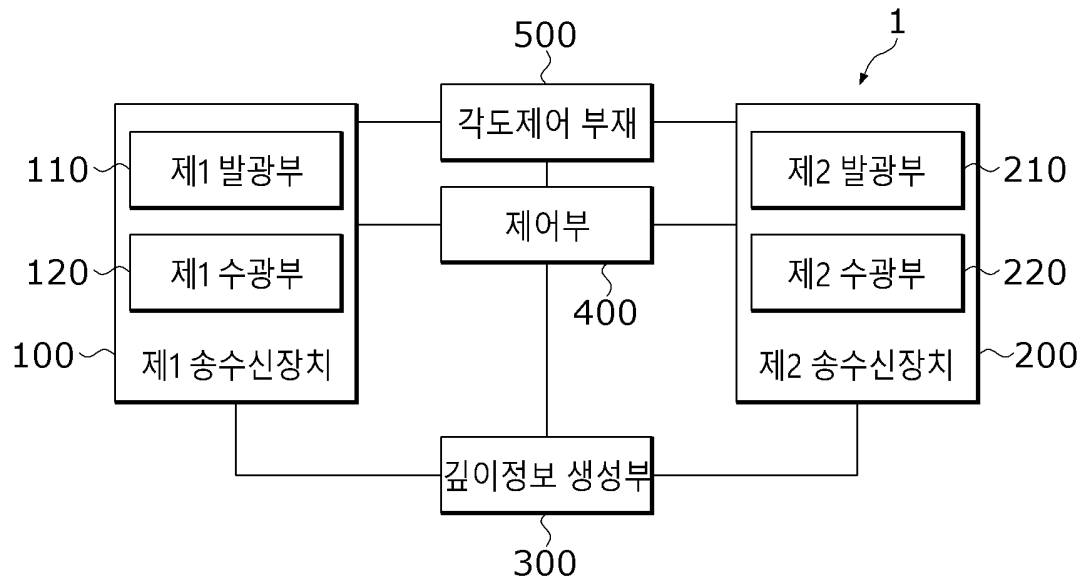 1
500
각도제어 부재
110
제1 발광부
제2 발광부
210
제어부
120
제1 수광부
400
제2 수광부
220
100
제1 송수신장치
제2 송수신장치
200
깊이정보 생성부
300